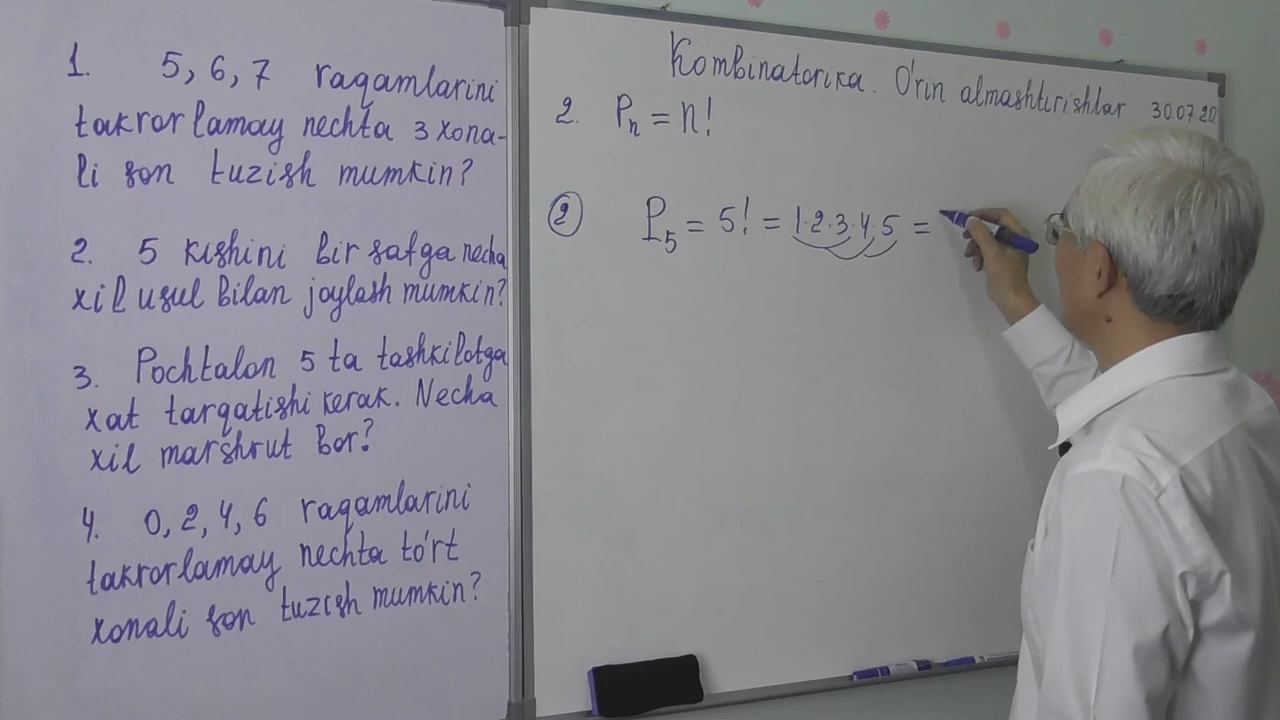 1. 5, 6, 7 raqamlarini
takrorlamay nechta 3 xona-
li son tuzish mumkin?
2. 5 kishini bir safga necha
xil usul bilan joylash mumkin?
3. Pochtalon 5 ta tashkilotga
xat tarqatishi kerak. Necha
xil marshrut bor?
4. 0, 2, 4, 6 raqamlarini
takrorlamay nechta to'rt
xonali son tuzish mumkin?
Kombinatorika. O'rin almashtirishlar 30.07.20
2. Pₙ = n!
2 P₅ = 5! = 1·2·3·4·5 =